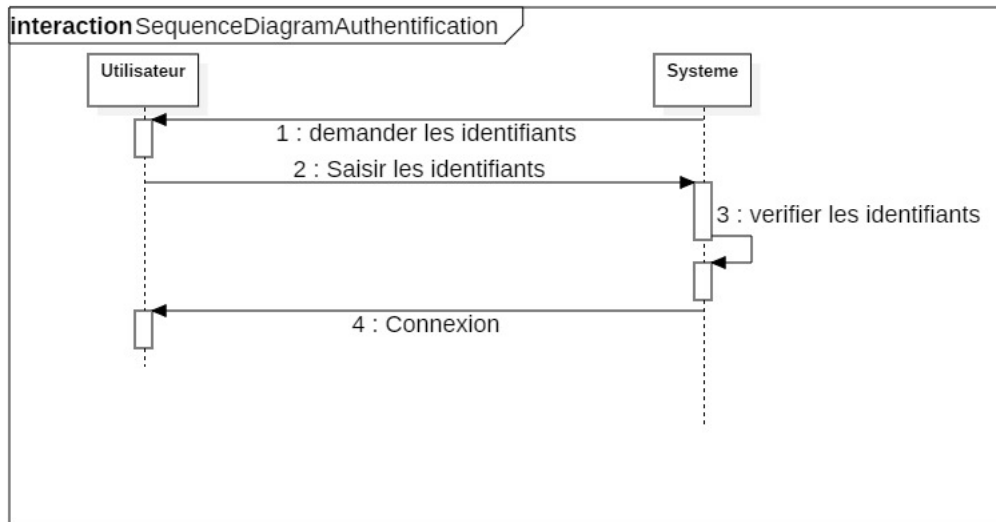 interaction SequenceDiagramAuthentification
Utilisateur
Systeme
1 : demander les identifiants
2 : Saisir les identifiants
3 : verifier les identifiants
4 : Connexion